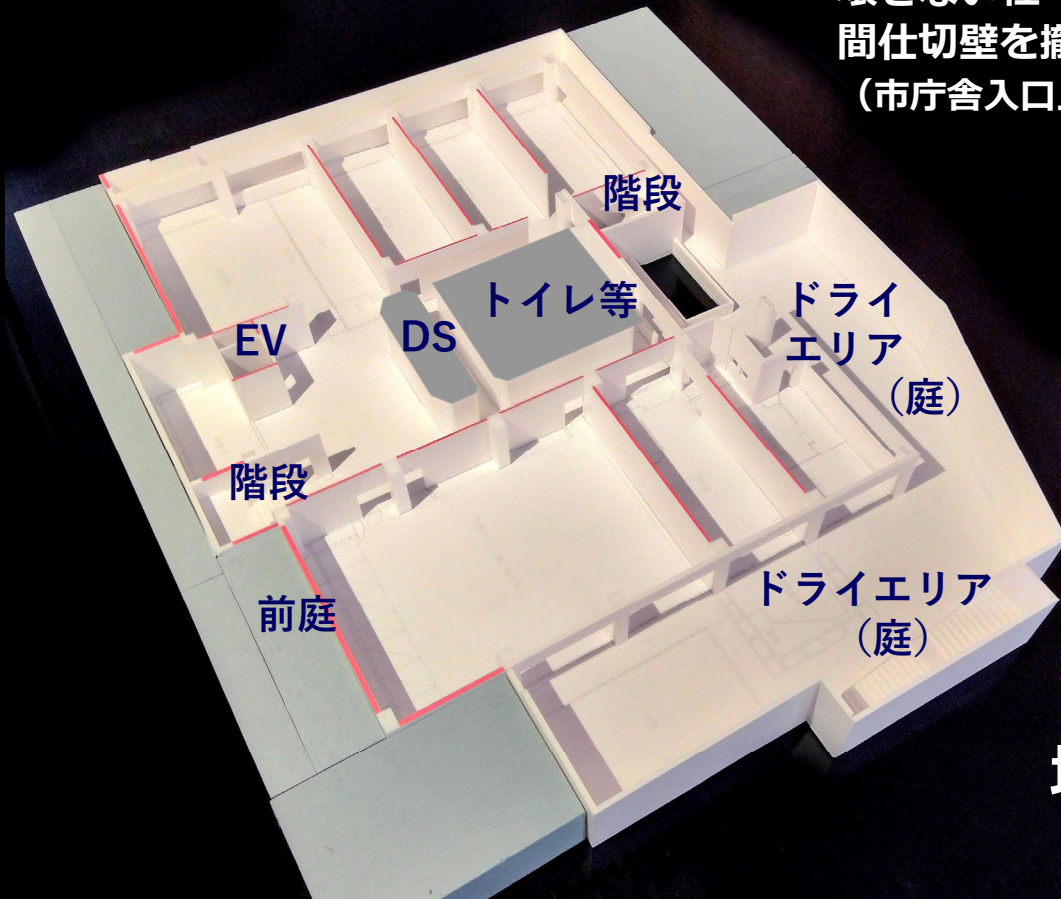 間仕切壁を撤
（市庁舎入口
階段
トイレ等
ドライ
エリア
（庭）
EV
DS
階段
ドライエリア
（庭）
前庭